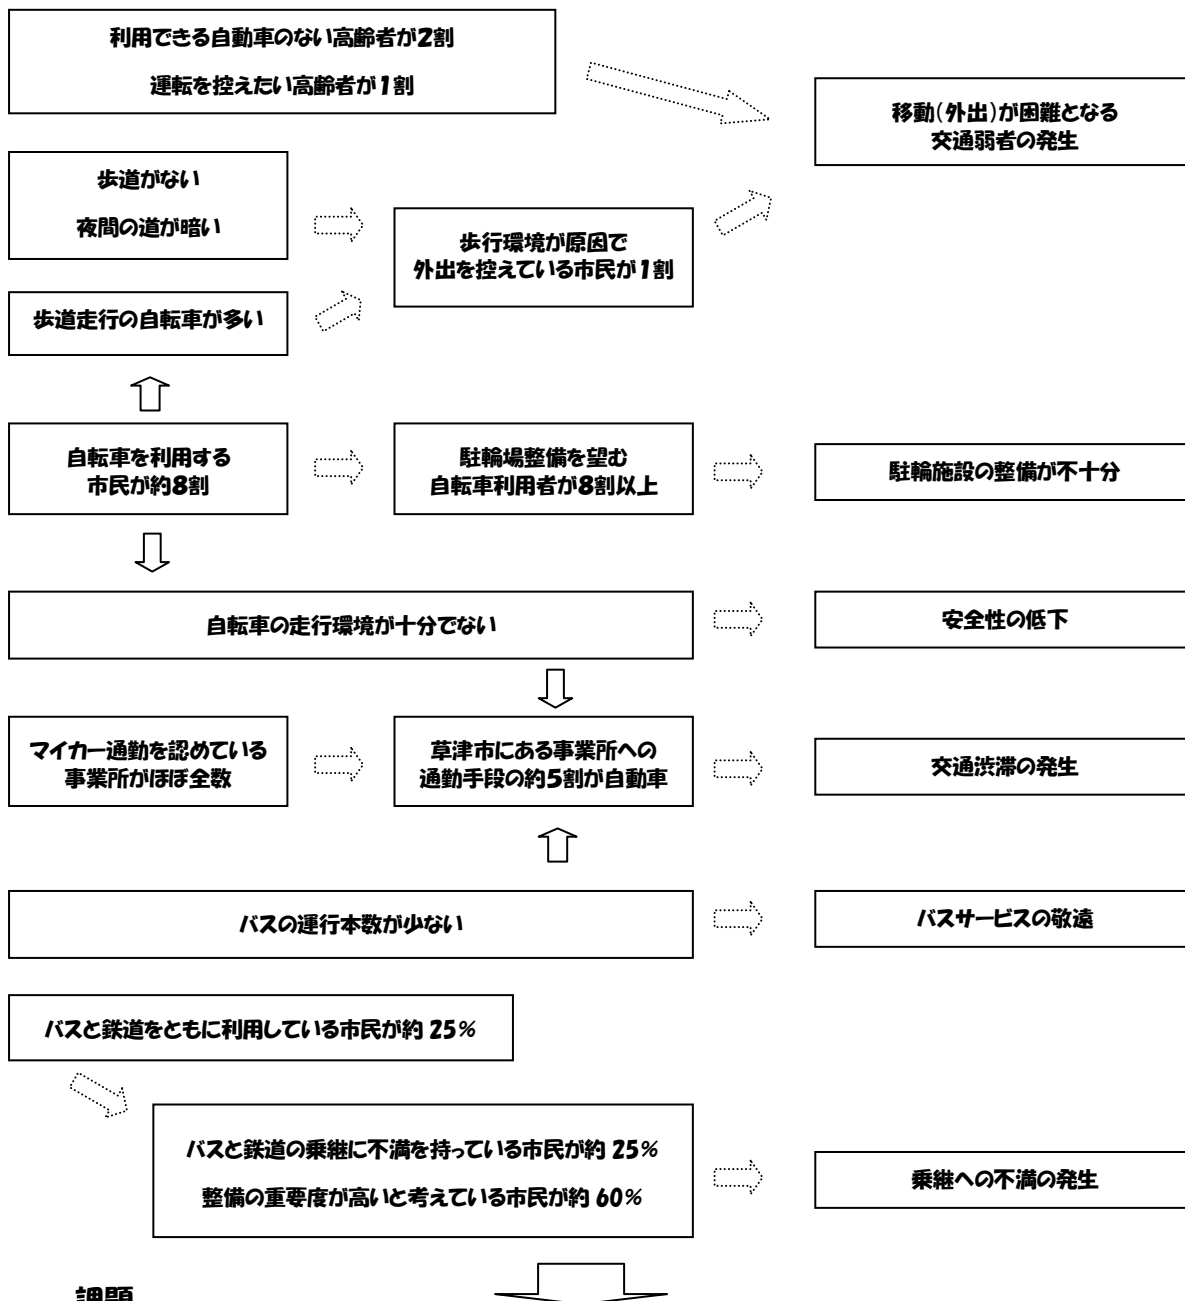 利用できる自動車のない高齢者が2割
運転を控えたい高齢者が1割
移動(外出)が困難となる
交通弱者の発生
歩道がない
夜間の道が暗い
歩行環境が原因で
外出を控えている市民が1割
歩道走行の自転車が多い
自転車を利用する
市民が約8割
駐輪場整備を望む
自転車利用者が8割以上
駐輪施設の整備が不十分
自転車の走行環境が十分でない
安全性の低下
マイカー通勤を認めている
事業所がほぼ全数
草津市にある事業所への
通勤手段の約5割が自動車
交通渋滞の発生
バスの運行本数が少ない
バスサービスの敬遠
バスと鉄道をともに利用している市民が約 25%
バスと鉄道の乗継に不満を持っている市民が約 25%
整備の重要度が高いと考えている市民が約 60%
乗継への不満の発生
課題